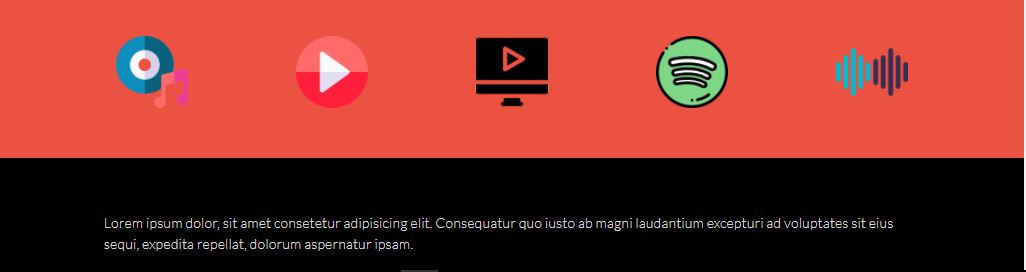 Lorem ipsum dolor, sit amet consetetur adipisicing elit. Consequatur quo iusto ab magni laudantium excepturi ad voluptates sit eius
sequi, expedita repellat, dolorum aspernatur ipsam.